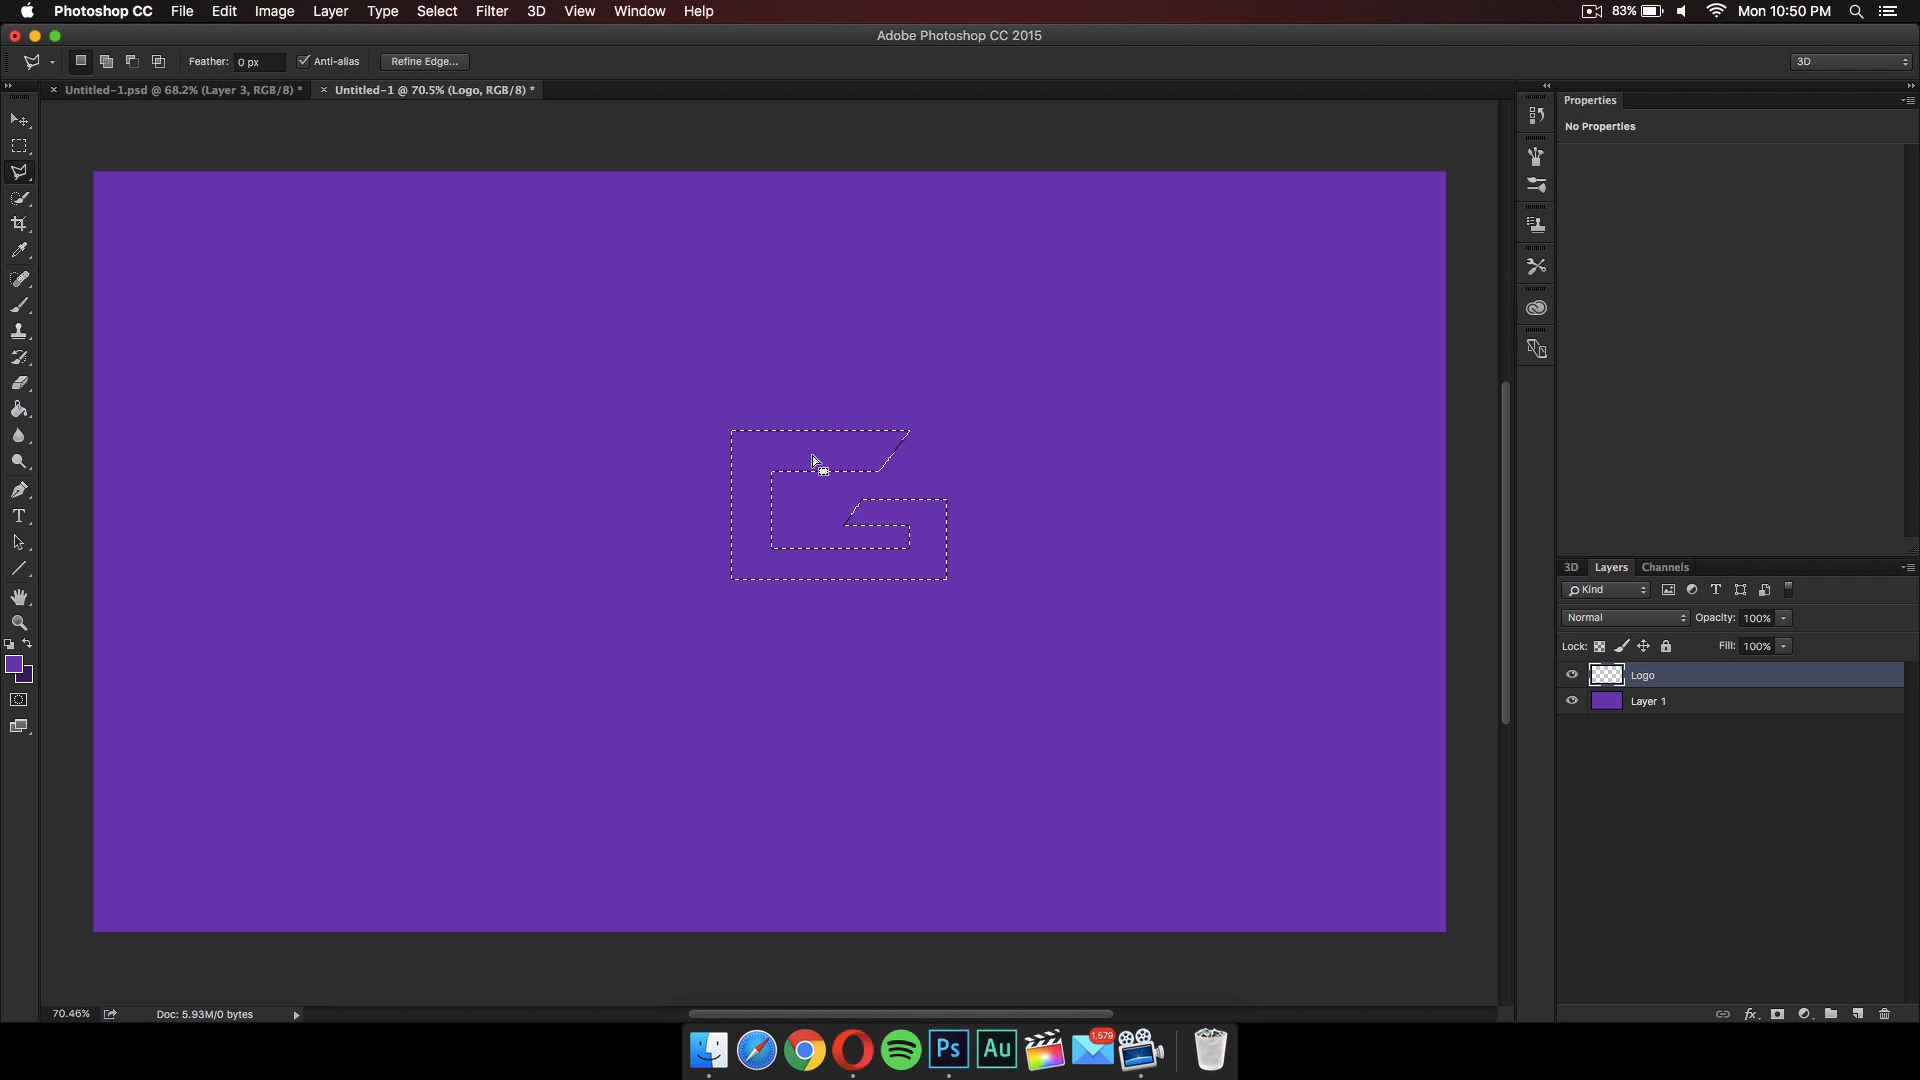 Photoshop CC File Edit Image Layer Type Select Filter 3D View Window Help 83% Mon 10:50 PM
Adobe Photoshop CC 2015
Feather: 0 px Anti-alias Refine Edge... 3D
× Untitled-1.psd @ 68.2% (Layer 3, RGB/8) * × Untitled-1 @ 70.5% (Logo, RGB/8) *
Properties
No Properties
3D Layers Channels
Kind T
Normal Opacity: 100%
Lock: Fill: 100%
Logo
Layer 1
T
70.46% Doc: 5.93M/0 bytes fx
Ps Au 1,579